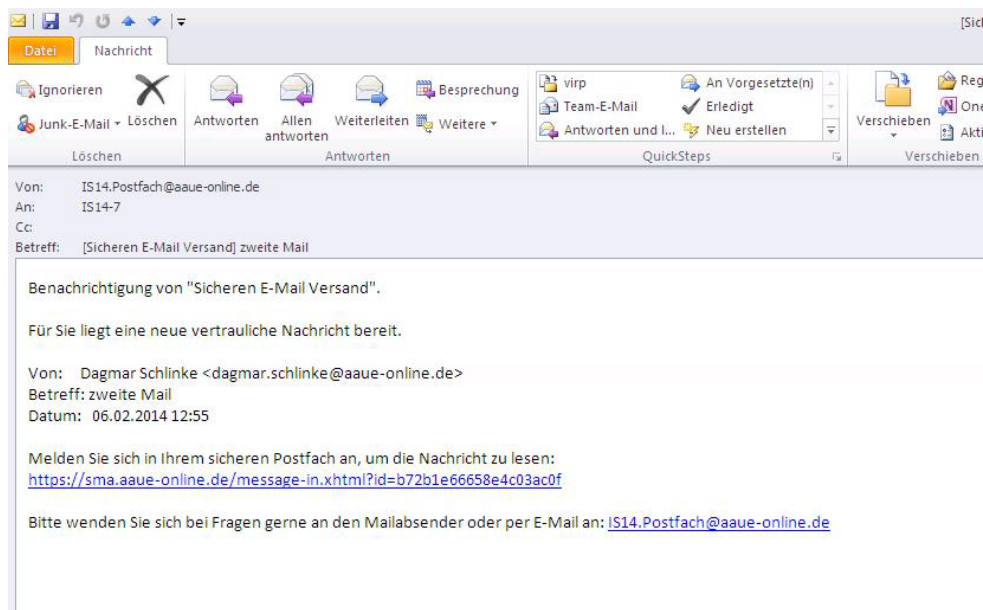 [Sich
Datei Nachricht
Ignorieren
Junk-E-Mail
Löschen
Löschen
Antworten
Allen antworten
Weiterleiten
Besprechung
Weitere
Antworten
virp
Team-E-Mail
Antworten und l...
An Vorgesetzte(n)
Erledigt
Neu erstellen
QuickSteps
Verschieben
Reg
One
Akti
Verschieben
Von: IS14.Postfach@aaue-online.de
An: IS14-7
Cc:
Betreff: [Sicheren E-Mail Versand] zweite Mail
Benachrichtigung von "Sicheren E-Mail Versand".
Für Sie liegt eine neue vertrauliche Nachricht bereit.
Von: Dagmar Schlinke <dagmar.schlinke@aaue-online.de>
Betreff: zweite Mail
Datum: 06.02.2014 12:55
Melden Sie sich in Ihrem sicheren Postfach an, um die Nachricht zu lesen:
https://sma.aaue-online.de/message-in.xhtml?id=b72b1e66658e4c03ac0f
Bitte wenden Sie sich bei Fragen gerne an den Mailabsender oder per E-Mail an: IS14.Postfach@aaue-online.de